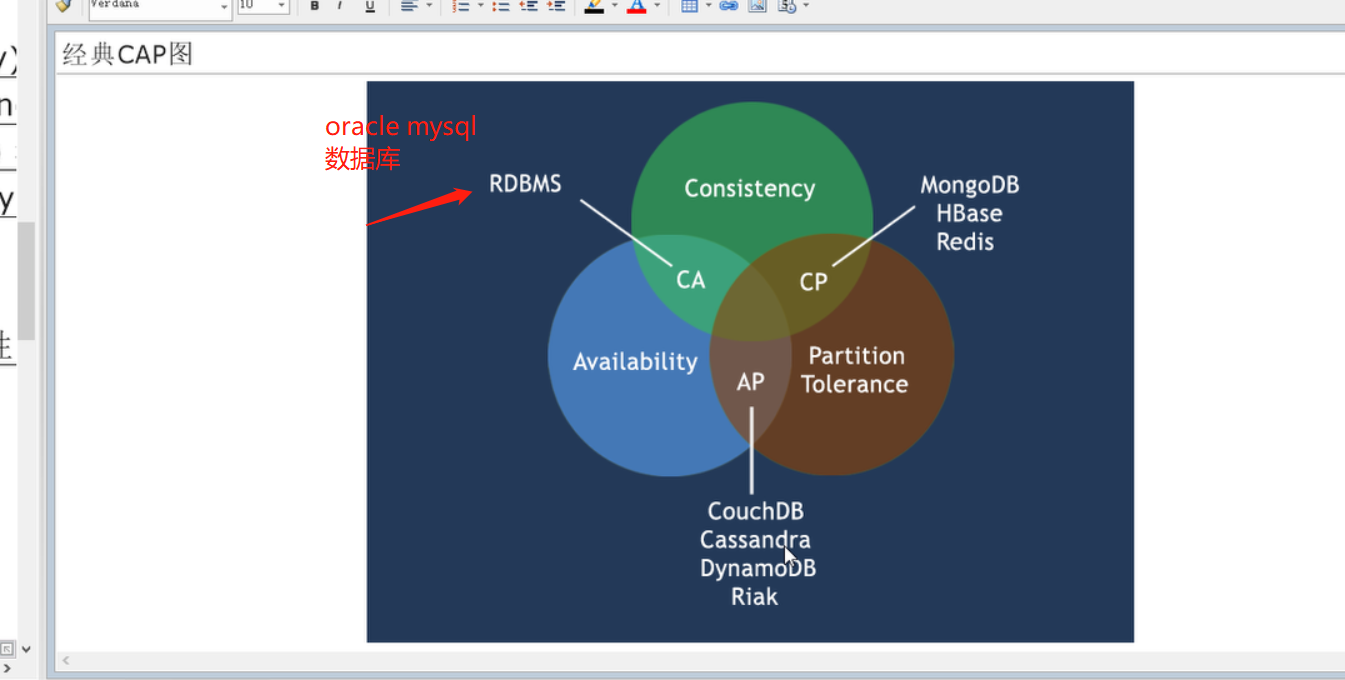 Verdana
10
B I U
y)
y
性
经典CAP图
oracle mysql
数据库
RDBMS
Consistency
MongoDB
HBase
Redis
CA
CP
Availability
Partition
Tolerance
AP
CouchDB
Cassandra
DynamoDB
Riak